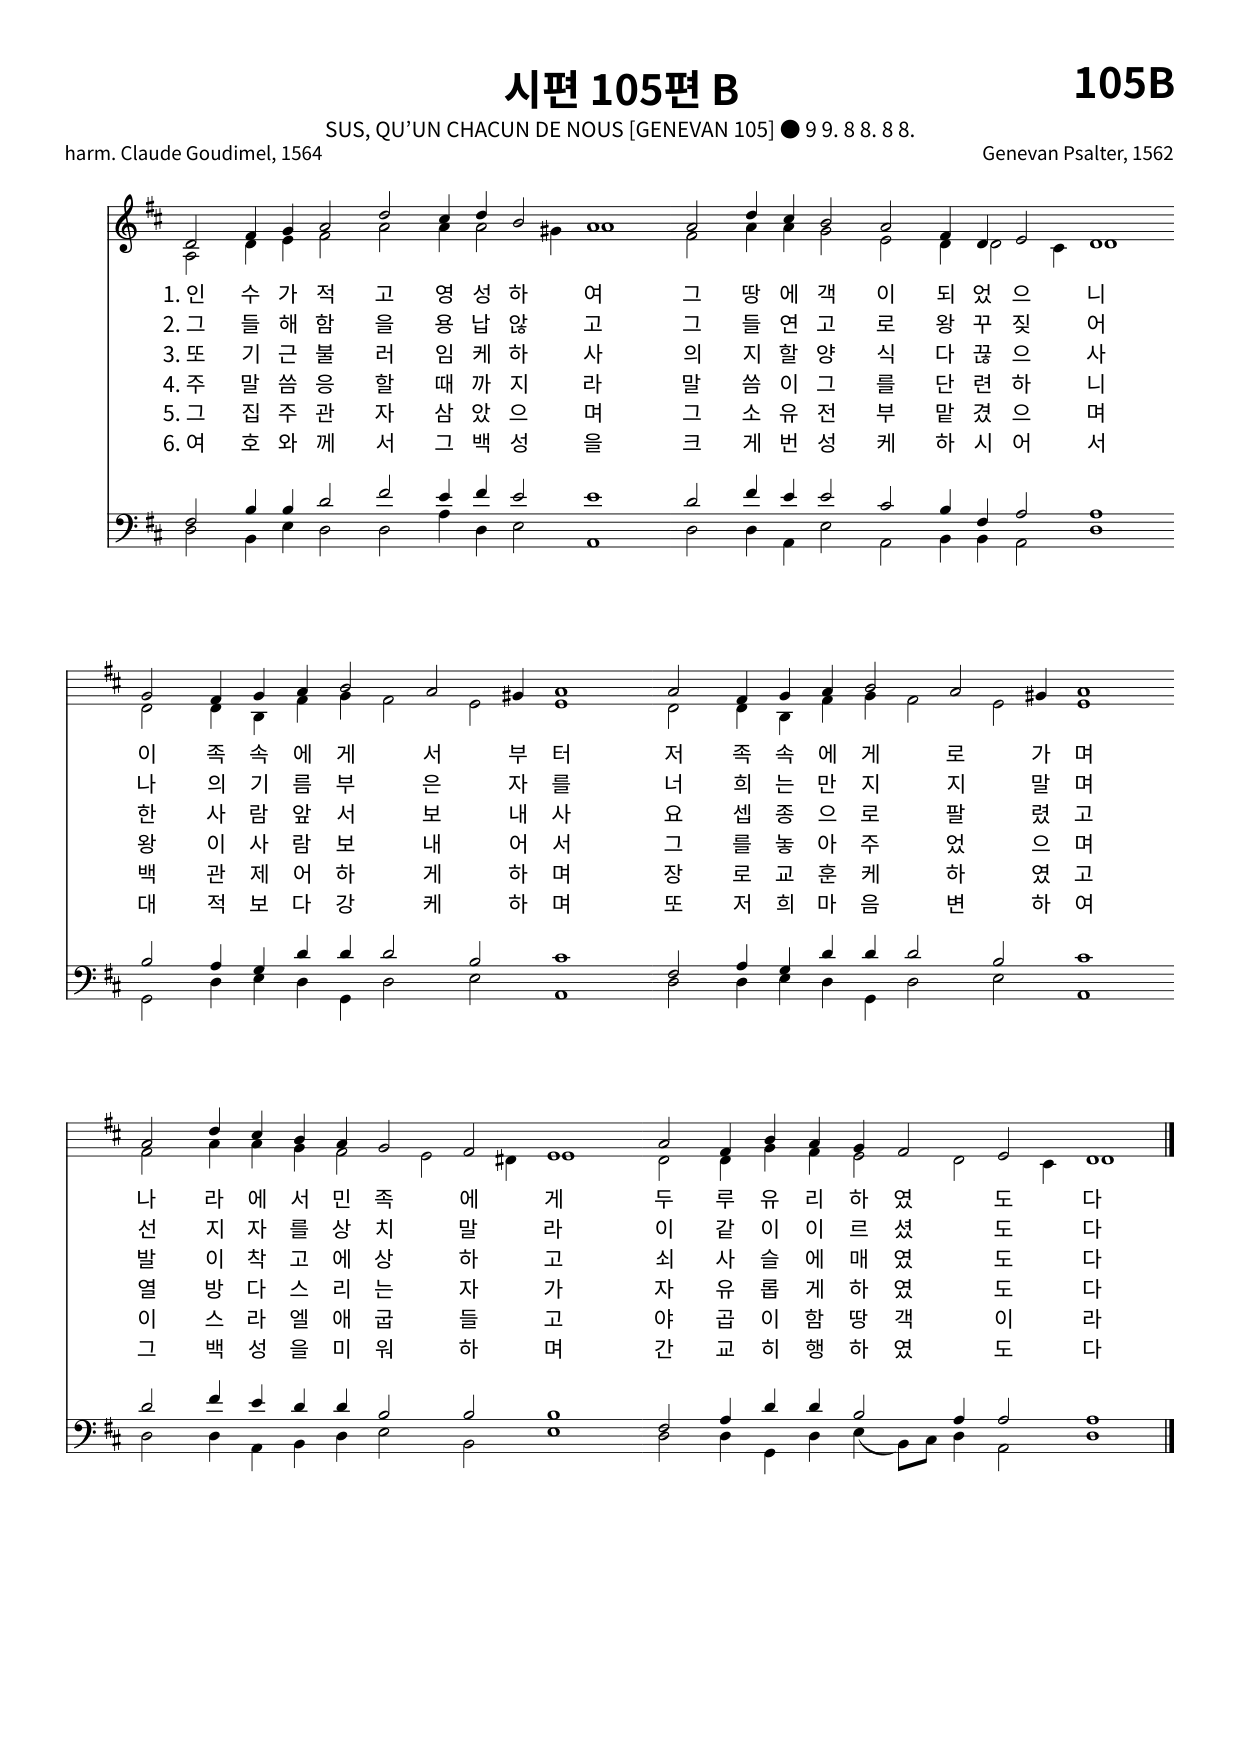 시편 105편 B
105B
SUS, QU’UN CHACUN DE NOUS [GENEVAN 105] ● 9 9. 8 8. 8 8.
harm. Claude Goudimel, 1564
Genevan Psalter, 1562
1. 인 수 가 적 고 영 성 하 여 그 땅 에 객 이 되 었 으 니
2. 그 들 해 함 을 용 납 않 고 그 들 연 고 로 왕 꾸 짖 어
3. 또 기 근 불 러 임 케 하 사 의 지 할 양 식 다 끊 으 사
4. 주 말 씀 응 할 때 까 지 라 말 씀 이 그 를 단 련 하 니
5. 그 집 주 관 자 삼 았 으 며 그 소 유 전 부 맡 겼 으 며
6. 여 호 와 께 서 그 백 성 을 크 게 번 성 케 하 시 어 서
이 족 속 에 게 서 부 터 저 족 속 에 게 로 가 며
나 의 기 름 부 은 자 를 너 희 는 만 지 지 말 며
한 사 람 앞 서 보 내 사 요 셉 종 으 로 팔 렸 고
왕 이 사 람 보 내 어 서 그 를 놓 아 주 었 으 며
백 관 제 어 하 게 하 며 장 로 교 훈 케 하 였 고
대 적 보 다 강 케 하 며 또 저 희 마 음 변 하 여
나 라 에 서 민 족 에 게 두 루 유 리 하 였 도 다
선 지 자 를 상 치 말 라 이 같 이 이 르 셨 도 다
발 이 착 고 에 상 하 고 쇠 사 슬 에 매 였 도 다
열 방 다 스 리 는 자 가 자 유 롭 게 하 였 도 다
이 스 라 엘 애 굽 들 고 야 곱 이 함 땅 객 이 라
그 백 성 을 미 워 하 며 간 교 히 행 하 였 도 다